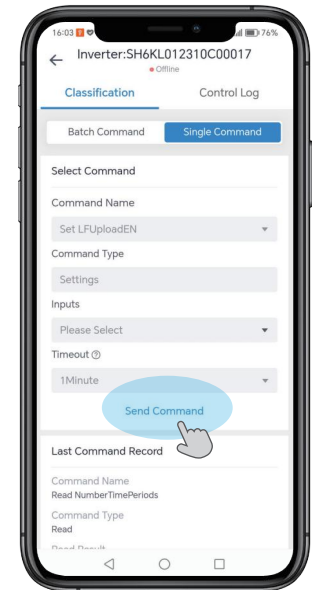 16:03 76%
Inverter:SH6KL012310C00017
Offline
Classification Control Log
Batch Command Single Command
Select Command
Command Name
Set LFUploadEN
Command Type
Settings
Inputs
Please Select
Timeout ?
1Minute
Send Command
Last Command Record
Command Name
Read NumberTimePeriods
Command Type
Read
Read Result